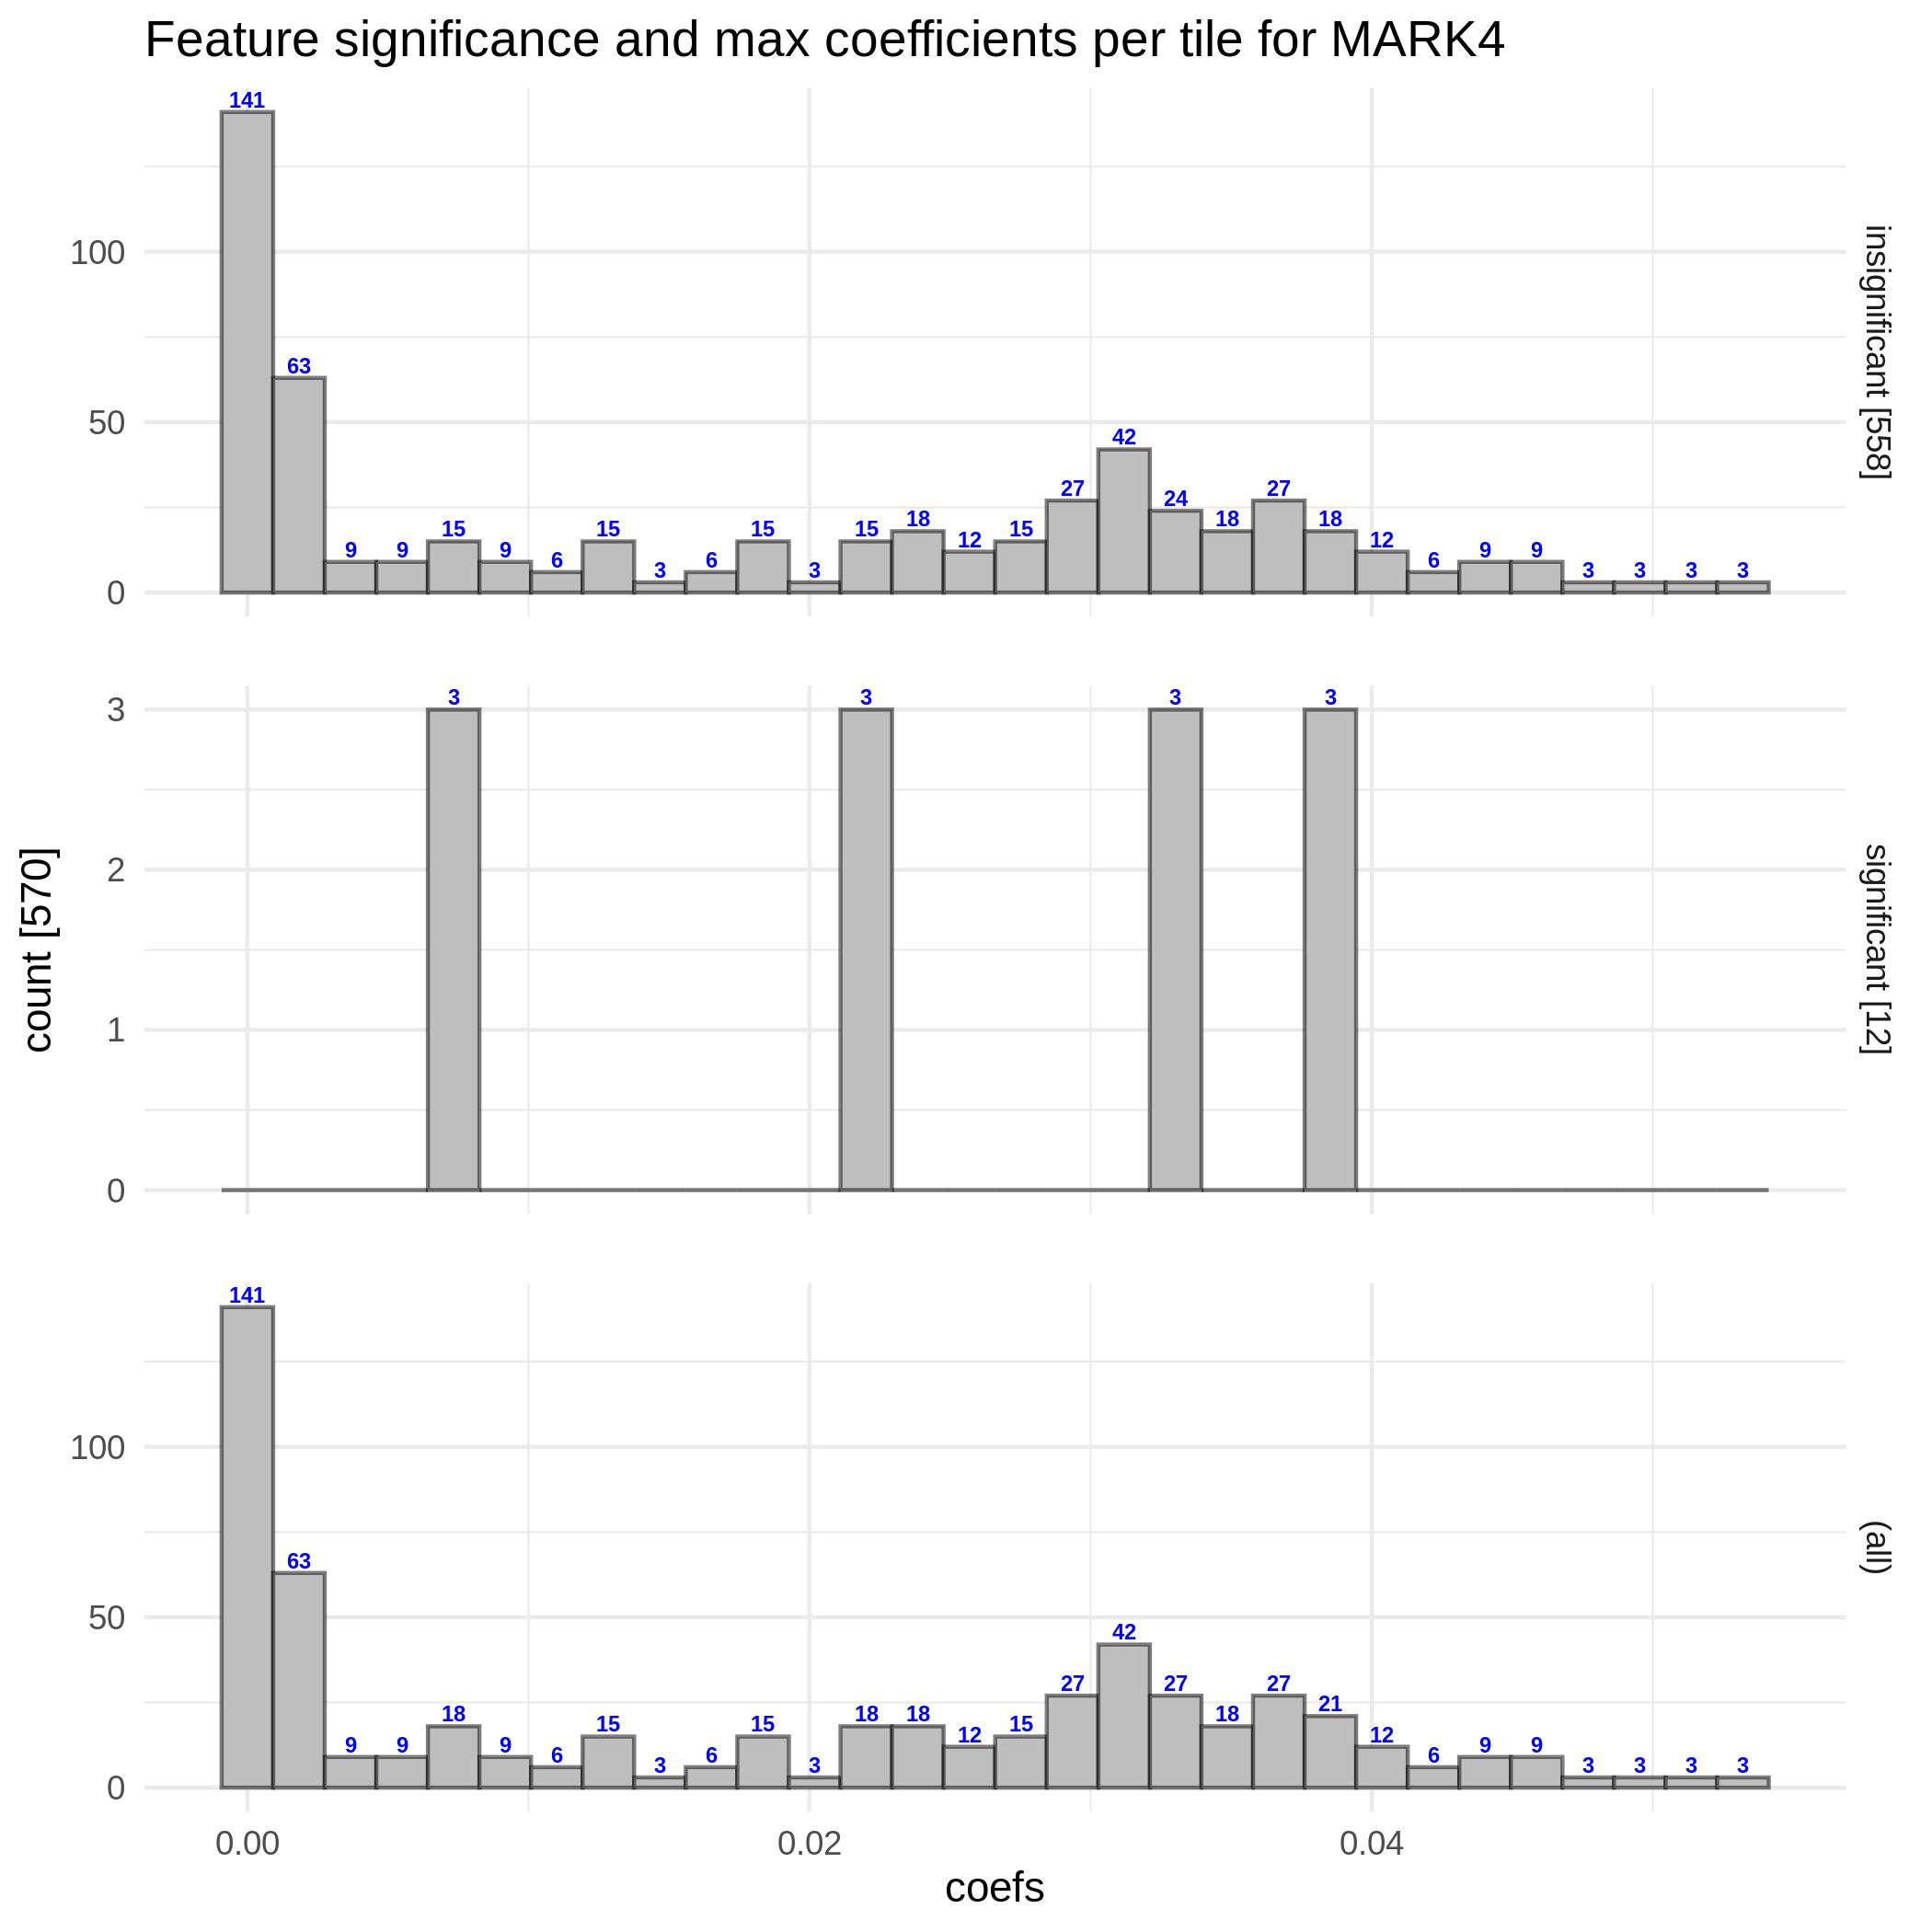 Feature significance and max coefficients per tile for MARK4
141
63
9 9 15 9 6 15 3 6 15 3 15 18 12 15 27 42 24 18 27 18 12 6 9 9 3 3 3 3
100
50
0
insignificant [558]
3 3 3 3
3
2
1
0
significant [12]
count [570]
141
63
9 9 18 9 6 15 3 6 15 3 18 18 12 15 27 42 27 18 27 21 12 6 9 9 3 3 3 3
100
50
0
(all)
0.00 0.02 0.04
coefs